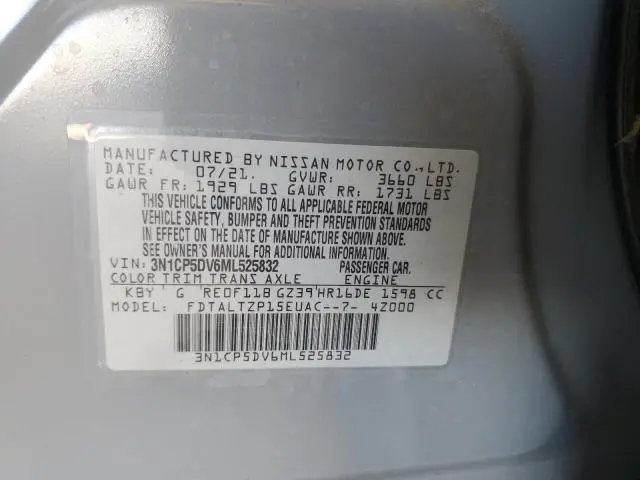 MANUFACTURED BY NISSAN MOTOR CO.,LTD.
DATE: 07/21. GVWR: 3660 LBS
GAWR FR: 1929 LBS GAWR RR: 1731 LBS
THIS VEHICLE CONFORMS TO ALL APPLICABLE FEDERAL MOTOR
VEHICLE SAFETY, BUMPER AND THEFT PREVENTION STANDARDS
IN EFFECT ON THE DATE OF MANUFACTURE SHOWN ABOVE.
SEE OWNER'S MANUAL FOR ADDITIONAL INFORMATION.
VIN: 3N1CP5DV6ML525832 PASSENGER CAR.
COLOR TRIM TRANS AXLE ENGINE
KBY G RE0F11B GZ39 HR16DE 1598 CC
MODEL: FDTALTZP15EUAC--7- 4Z000
3N1CP5DV6ML525832